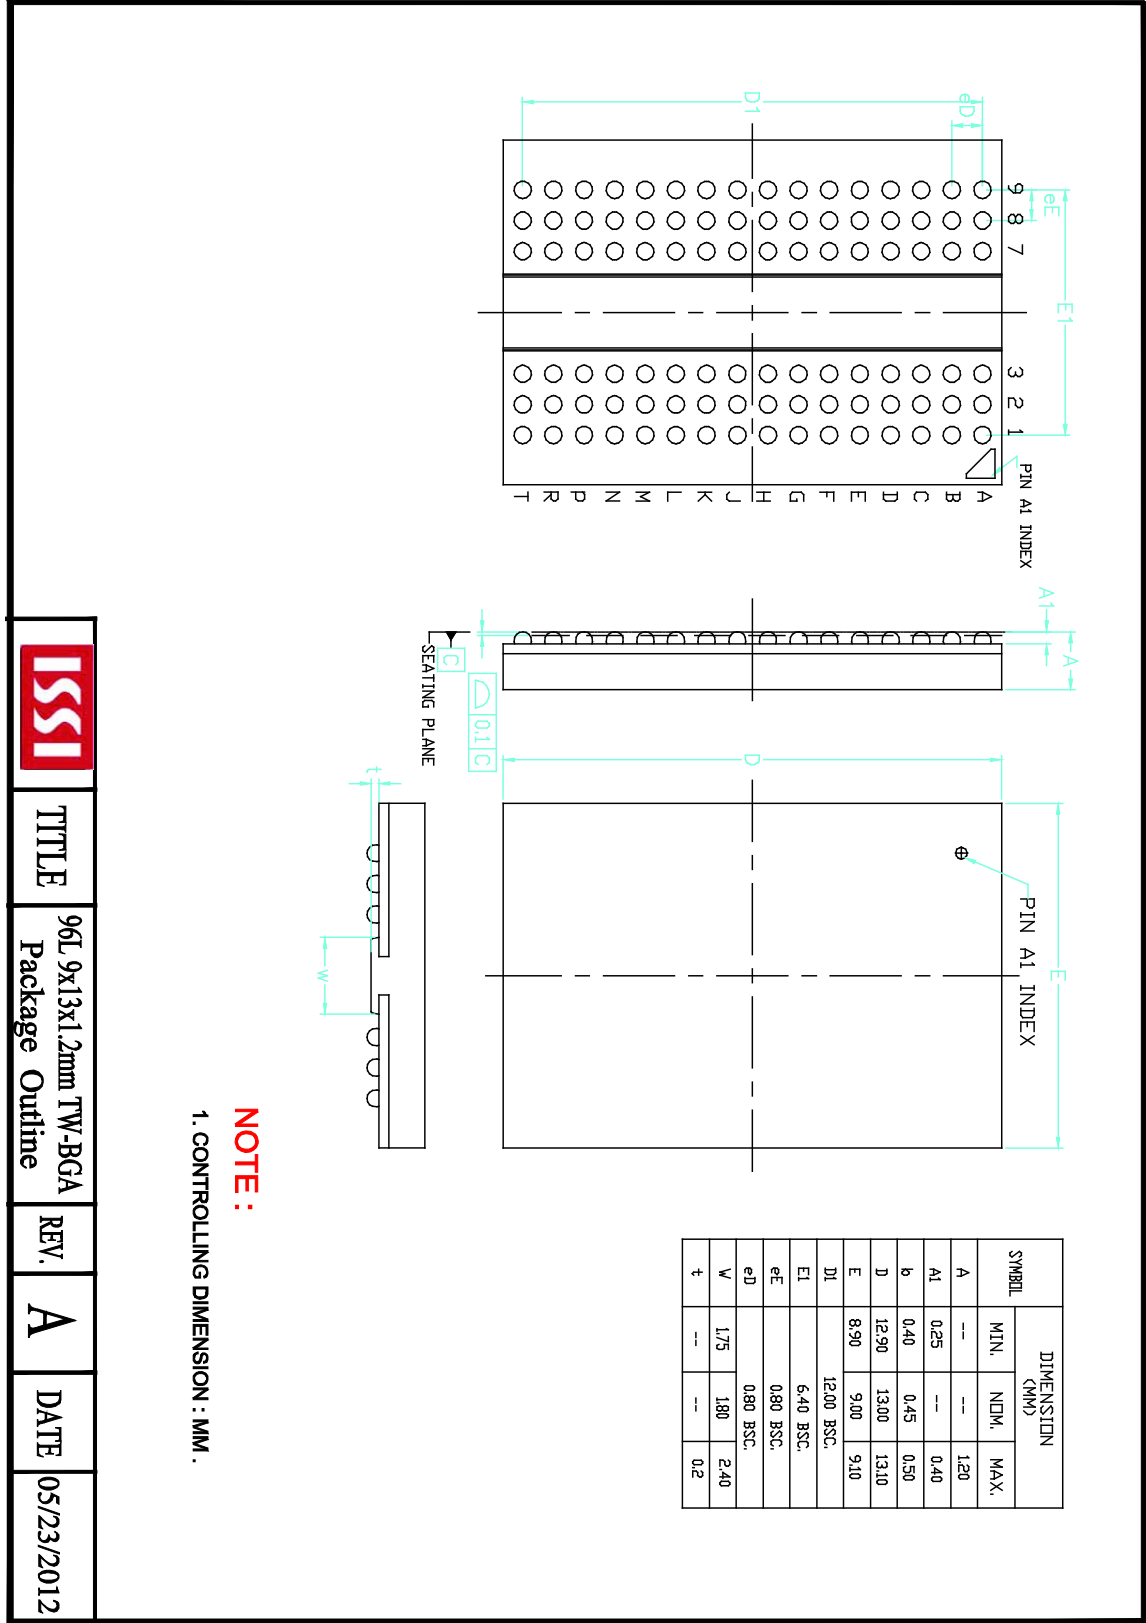 D1
eD
9 8 7 3 2 1
eE
E1
PIN A1 INDEX
A B C D E F G H J K L M N P R T
A1
A
C
SEATING PLANE
0.1 C
D
E
PIN A1 INDEX
t
w
SYMBOL DIMENSION (MM)
MIN. NOM. MAX.
A -- -- 1.20
A1 0.25 -- 0.40
b 0.40 0.45 0.50
D 12.90 13.00 13.10
E 8.90 9.00 9.10
D1 12.00 BSC.
E1 6.40 BSC.
eE 0.80 BSC.
eD 0.80 BSC.
W 1.75 1.80 2.40
t -- -- 0.2
NOTE :
1. CONTROLLING DIMENSION : MM .
ISSI
TITLE
96L 9x13x1.2mm TW-BGA
Package Outline
REV.
A
DATE
05/23/2012